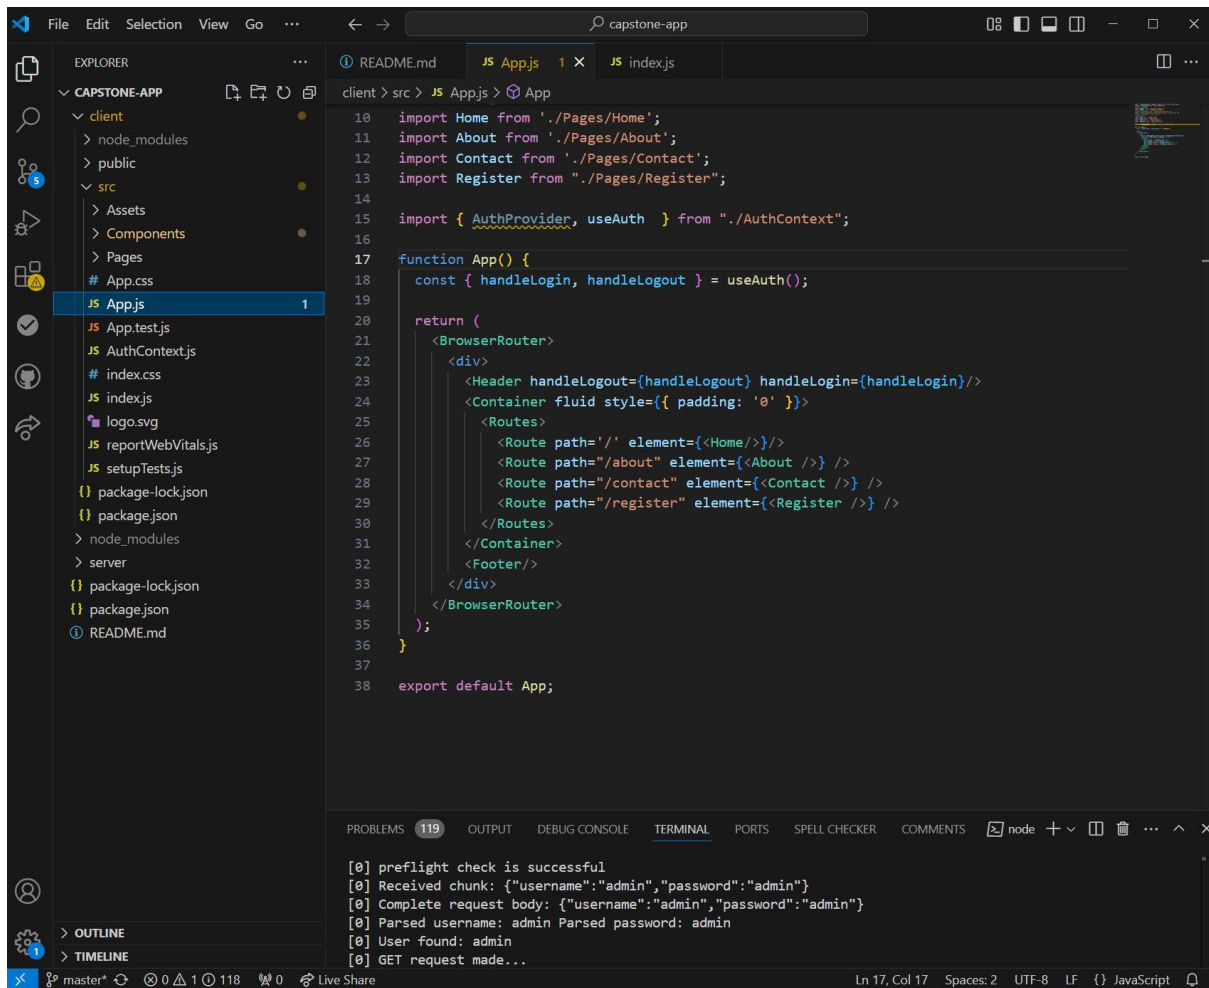 File Edit Selection View Go ··· capstone-app
EXPLORER ···
CAPSTONE-APP
client
node_modules
public
src
Assets
Components
Pages
# App.css
JS App.js 1
JS App.test.js
JS AuthContext.js
# index.css
JS index.js
logo.svg
JS reportWebVitals.js
JS setupTests.js
{} package-lock.json
{} package.json
node_modules
server
{} package-lock.json
{} package.json
README.md
OUTLINE
TIMELINE
5
1
README.md JS App.js 1 JS index.js
client > src > JS App.js > App
10 import Home from './Pages/Home';
11 import About from './Pages/About';
12 import Contact from './Pages/Contact';
13 import Register from "./Pages/Register";
14
15 import { AuthProvider, useAuth  } from "./AuthContext";
16
17 function App() {
18 const { handleLogin, handleLogout } = useAuth();
19
20 return (
21 <BrowserRouter>
22 <div>
23 <Header handleLogout={handleLogout} handleLogin={handleLogin}/>
24 <Container fluid style={{ padding: '0' }}>
25 <Routes>
26 <Route path='/' element={<Home/>}/>
27 <Route path="/about" element={<About />} />
28 <Route path="/contact" element={<Contact />} />
29 <Route path="/register" element={<Register />} />
30 </Routes>
31 </Container>
32 <Footer/>
33 </div>
34 </BrowserRouter>
35 );
36 }
37
38 export default App;
PROBLEMS 119 OUTPUT DEBUG CONSOLE TERMINAL PORTS SPELL CHECKER COMMENTS node
[0] preflight check is successful
[0] Received chunk: {"username":"admin","password":"admin"}
[0] Complete request body: {"username":"admin","password":"admin"}
[0] Parsed username: admin Parsed password: admin
[0] User found: admin
[0] GET request made...
master* 0 1 118 0 Live Share Ln 17, Col 17 Spaces: 2 UTF-8 LF {} JavaScript